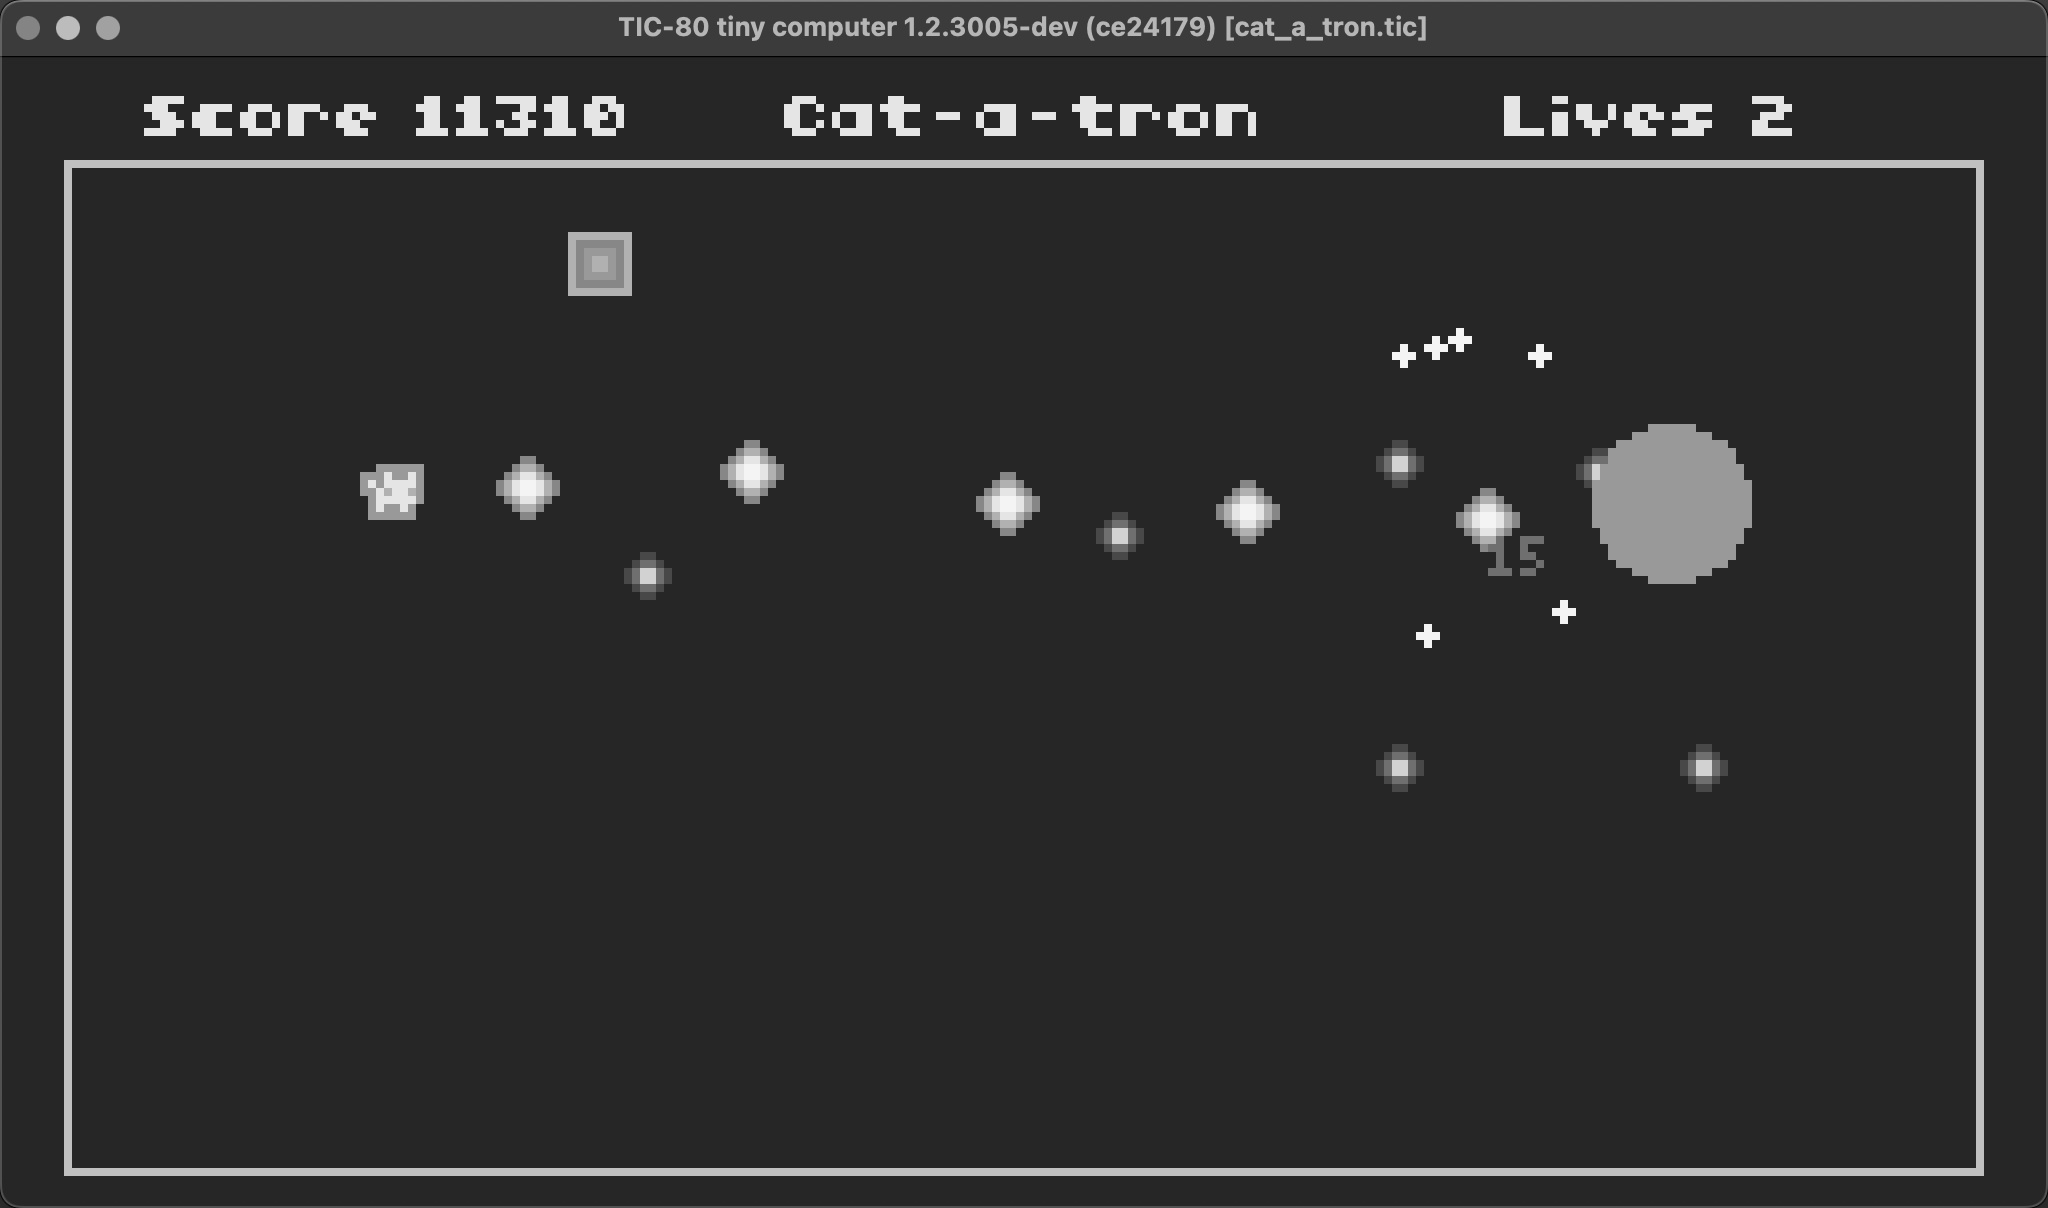 TIC-80 tiny computer 1.2.3005-dev (ce24179) [cat_a_tron.tic]
Score 11310 Cat-a-tron Lives 2
15